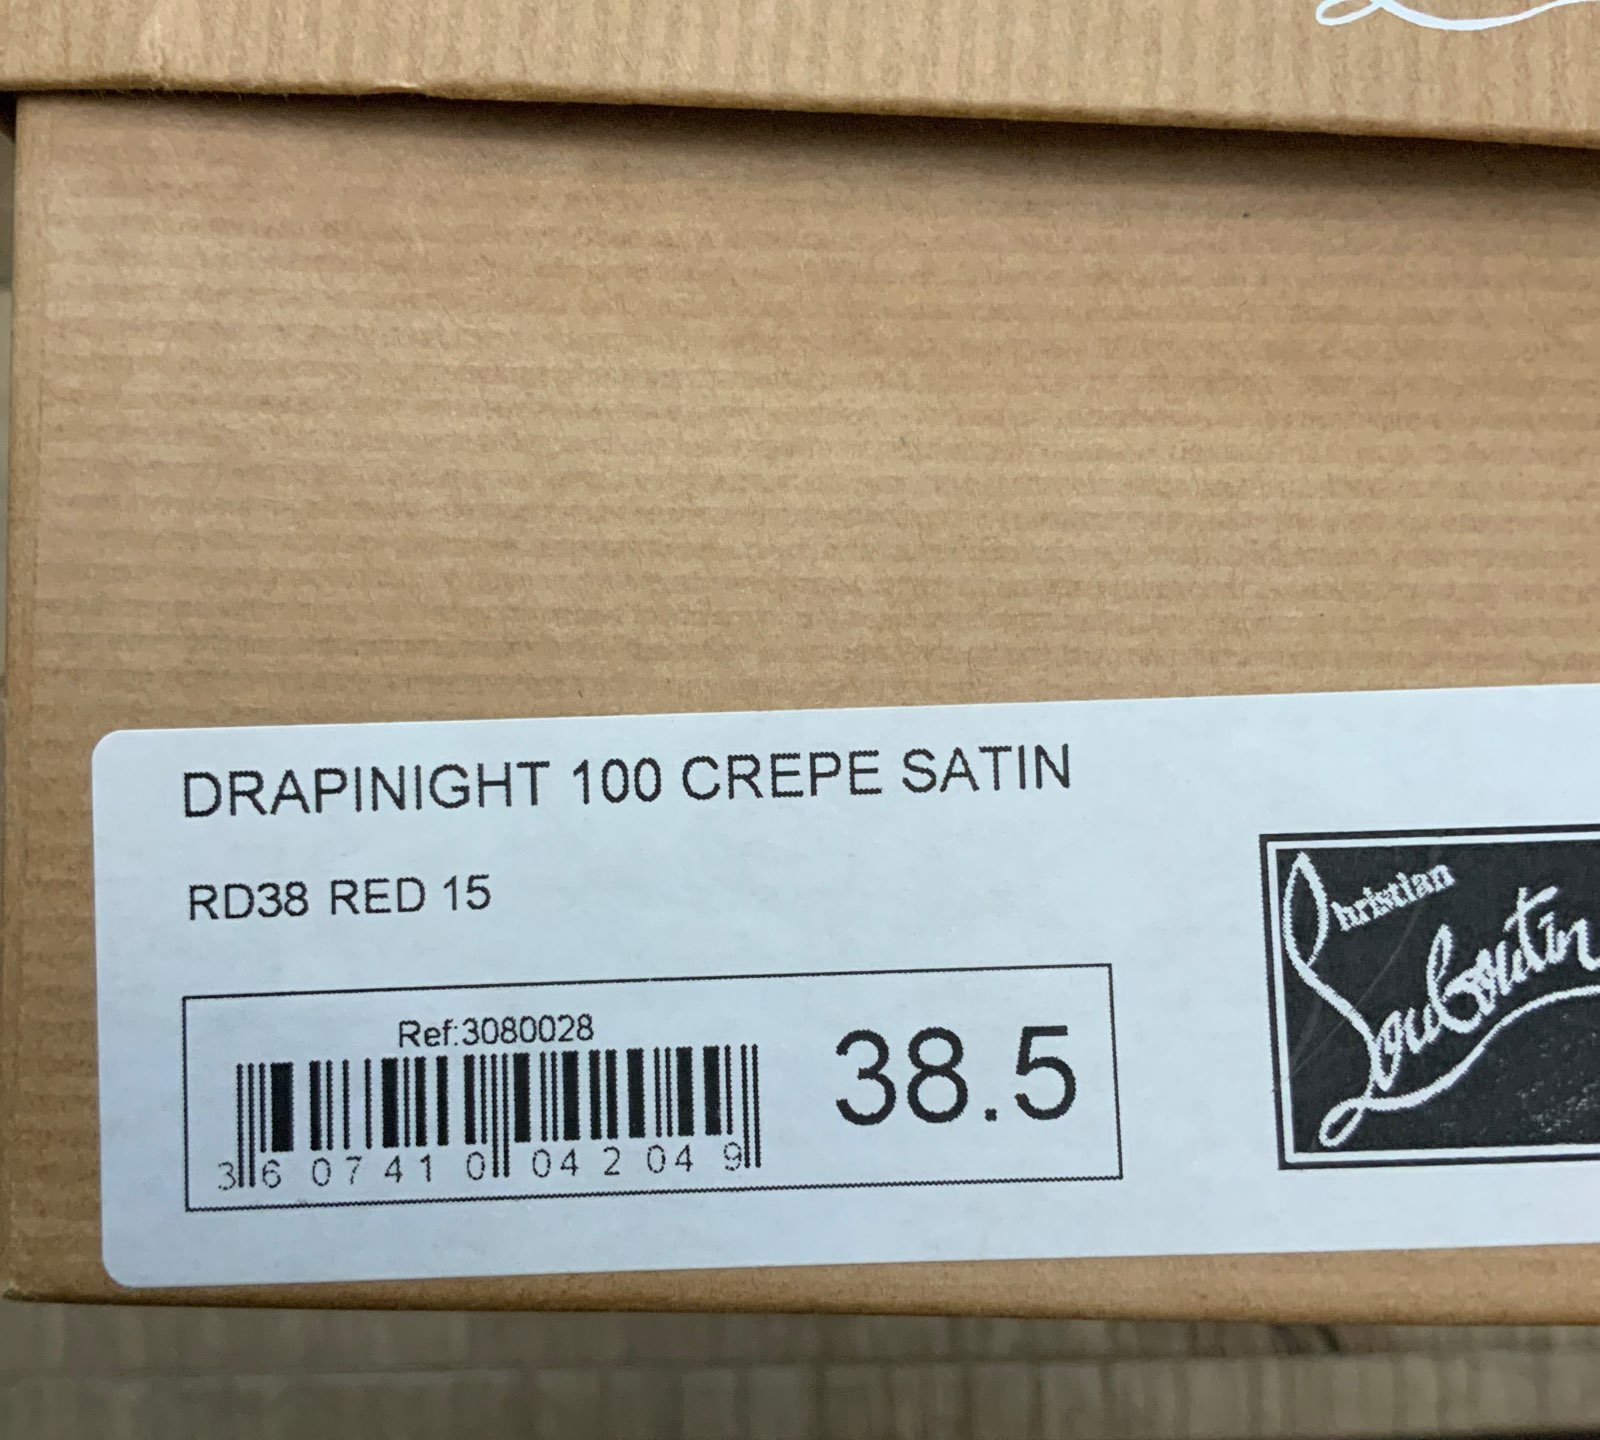 DRAPINIGHT 100 CREPE SATIN
RD38 RED 15
Ref:3080028
3 607410 042049
38.5
Christian
Louboutin